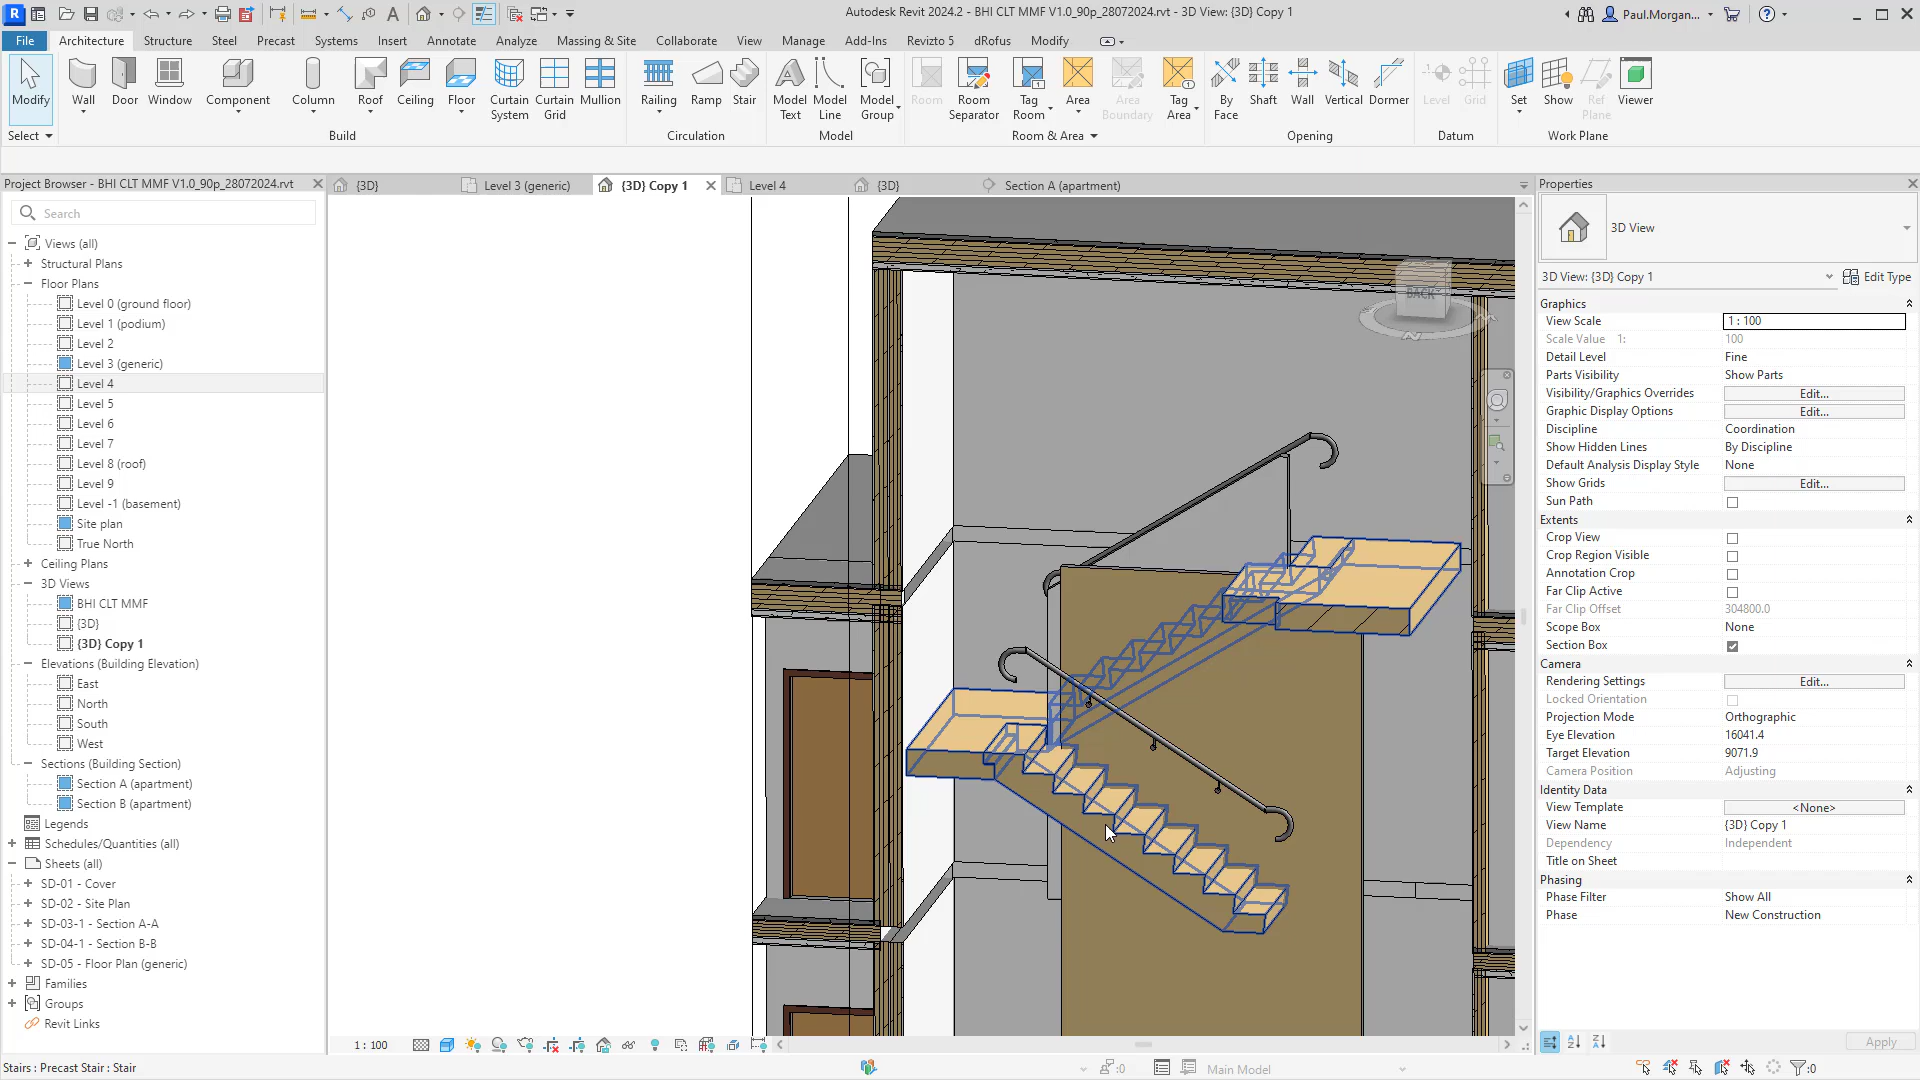 Autodesk Revit 2024.2 - BHI CLT MMF V1.0_90p_28072024.rvt - 3D View: {3D} Copy 1
Paul.Morgan...
File Architecture Structure Steel Precast Systems Insert Annotate Analyze Massing & Site Collaborate View Manage Add-Ins Revizto 5 dRofus Modify
Modify Wall Door Window Component Column Roof Ceiling Floor Curtain System Curtain Grid Mullion Railing Ramp Stair Model Text Model Line Model Group Room Room Separator Tag Room Area Area Boundary Tag Area By Face Shaft Wall Vertical Dormer Level Grid Set Show Ref Plane Viewer
Select Build Circulation Model Room & Area Opening Datum Work Plane
Project Browser - BHI CLT MMF V1.0_90p_28072024.rvt
{3D} Level 3 (generic) {3D} Copy 1 Level 4 {3D} Section A (apartment)
Search
Views (all)
Structural Plans
Floor Plans
Level 0 (ground floor)
Level 1 (podium)
Level 2
Level 3 (generic)
Level 4
Level 5
Level 6
Level 7
Level 8 (roof)
Level 9
Level -1 (basement)
Site plan
True North
Ceiling Plans
3D Views
BHI CLT MMF
{3D}
{3D} Copy 1
Elevations (Building Elevation)
East
North
South
West
Sections (Building Section)
Section A (apartment)
Section B (apartment)
Legends
Schedules/Quantities (all)
Sheets (all)
SD-01 - Cover
SD-02 - Site Plan
SD-03-1 - Section A-A
SD-04-1 - Section B-B
SD-05 - Floor Plan (generic)
Families
Groups
Revit Links
BACK
N
Properties
3D View
3D View: {3D} Copy 1 Edit Type
Graphics
View Scale 1 : 100
Scale Value 1: 100
Detail Level Fine
Parts Visibility Show Parts
Visibility/Graphics Overrides Edit...
Graphic Display Options Edit...
Discipline Coordination
Show Hidden Lines By Discipline
Default Analysis Display Style None
Show Grids Edit...
Sun Path
Extents
Crop View
Crop Region Visible
Annotation Crop
Far Clip Active
Far Clip Offset 304800.0
Scope Box None
Section Box
Camera
Rendering Settings Edit...
Locked Orientation
Projection Mode Orthographic
Eye Elevation 16041.4
Target Elevation 9071.9
Camera Position Adjusting
Identity Data
View Template <None>
View Name {3D} Copy 1
Dependency Independent
Title on Sheet
Phasing
Phase Filter Show All
Phase New Construction
Apply
1 : 100
Stairs : Precast Stair : Stair
:0
Main Model
:0